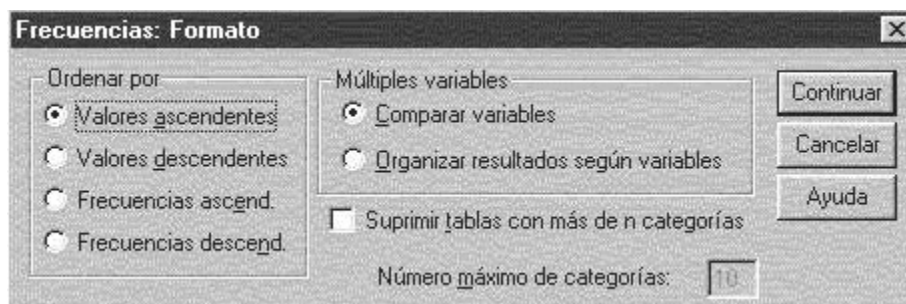 Frecuencias: Formato
Ordenar por
Valores ascendentes
Valores descendentes
Frecuencias ascend.
Frecuencias descend.
Múltiples variables
Comparar variables
Organizar resultados según variables
Suprimir tablas con más de n categorías
Número máximo de categorías: 10
Continuar
Cancelar
Ayuda